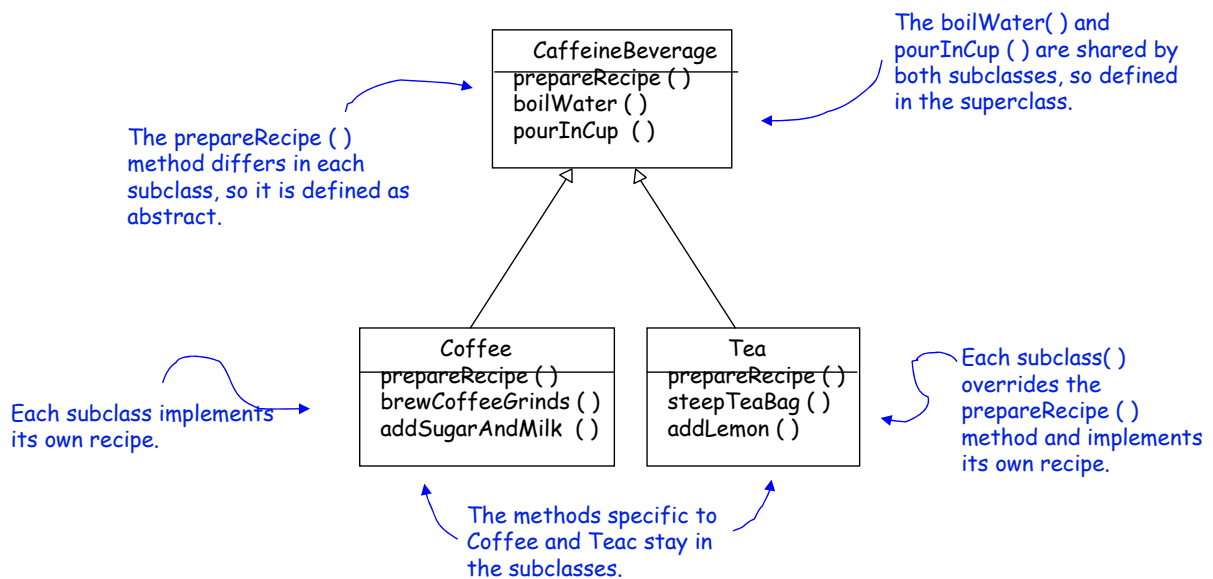 The boilWater( ) and
pourInCup ( ) are shared by
both subclasses, so defined
in the superclass.
CaffeineBeverage
prepareRecipe ( )
boilWater ( )
pourInCup ( )
The prepareRecipe ( )
method differs in each
subclass, so it is defined as
abstract.
Coffee
prepareRecipe ( )
brewCoffeeGrinds ( )
addSugarAndMilk ( )
Tea
prepareRecipe ( )
steepTeaBag ( )
addLemon ( )
Each subclass implements
its own recipe.
Each subclass( )
overrides the
prepareRecipe ( )
method and implements
its own recipe.
The methods specific to
Coffee and Teac stay in
the subclasses.